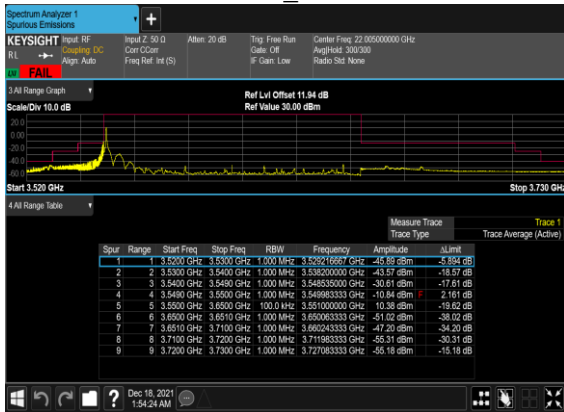 Spectrum Analyzer 1
Spurious Emissions
+
KEYSIGHT Input: RF Input Z: 50 Ω Atten: 20 dB Trig: Free Run Center Freq: 22.005000000 GHz
RL Coupling: DC Corr CCorr Gate: Off Avg|Hold: 300/300
Align: Auto Freq Ref: Int (S) IF Gain: Low Radio Std: None
FAIL
3 All Range Graph
Ref Lvl Offset 11.94 dB
Scale/Div 10.0 dB Ref Value 30.00 dBm
20.0
0.00
-20.0
-40.0
-60.0
Start 3.520 GHz Stop 3.730 GHz
4 All Range Table
Measure Trace Trace 1
Trace Type Trace Average (Active)
Spur Range Start Freq Stop Freq RBW Frequency Amplitude ΔLimit
1 1 3.5200 GHz 3.5300 GHz 1.000 MHz 3.529216667 GHz -45.89 dBm -5.894 dB
2 2 3.5300 GHz 3.5400 GHz 1.000 MHz 3.538200000 GHz -43.57 dBm -18.57 dB
3 3 3.5400 GHz 3.5490 GHz 1.000 MHz 3.548535000 GHz -30.61 dBm -17.61 dB
4 4 3.5490 GHz 3.5500 GHz 1.000 MHz 3.549983333 GHz -10.84 dBm F 2.161 dB
5 5 3.5500 GHz 3.6500 GHz 100.0 kHz 3.551000000 GHz 10.38 dBm -19.62 dB
6 6 3.6500 GHz 3.6510 GHz 1.000 MHz 3.650063333 GHz -51.02 dBm -38.02 dB
7 7 3.6510 GHz 3.7100 GHz 1.000 MHz 3.660243333 GHz -47.20 dBm -34.20 dB
8 8 3.7100 GHz 3.7200 GHz 1.000 MHz 3.711983333 GHz -55.31 dBm -30.31 dB
9 9 3.7200 GHz 3.7300 GHz 1.000 MHz 3.727083333 GHz -55.18 dBm -15.18 dB
? Dec 18, 2021
1:54:24 AM